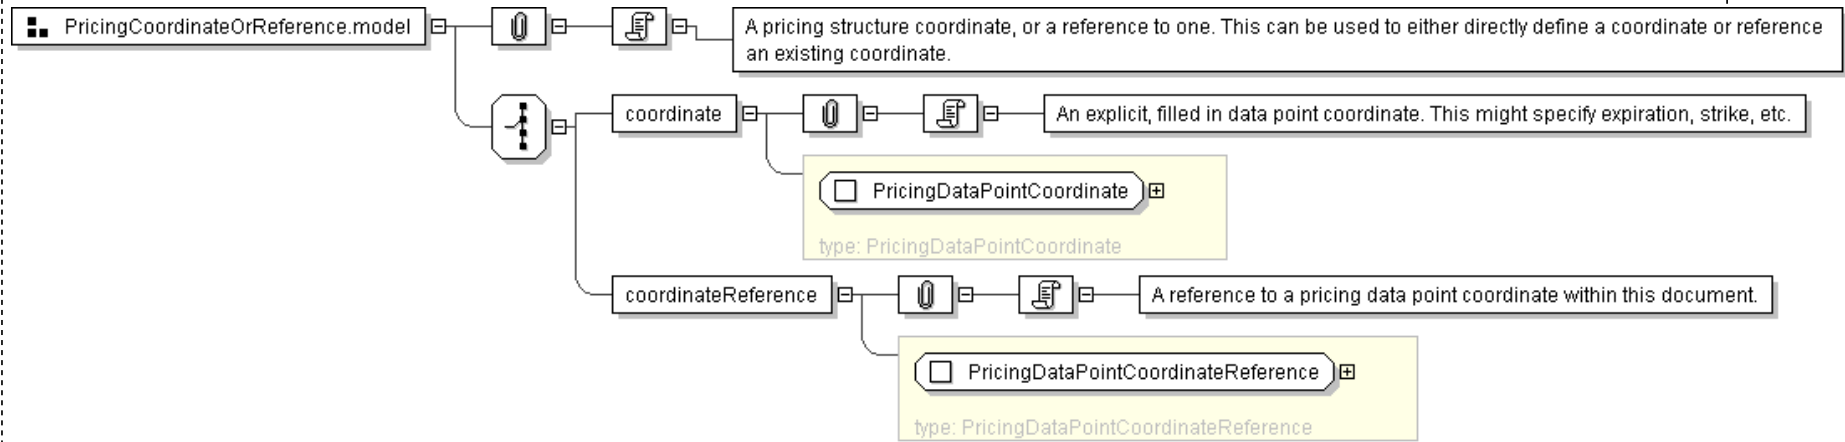 PricingCoordinateOrReference.model
A pricing structure coordinate, or a reference to one. This can be used to either directly define a coordinate or reference
an existing coordinate.
coordinate
An explicit, filled in data point coordinate. This might specify expiration, strike, etc.
PricingDataPointCoordinate
type: PricingDataPointCoordinate
coordinateReference
A reference to a pricing data point coordinate within this document.
PricingDataPointCoordinateReference
type: PricingDataPointCoordinateReference